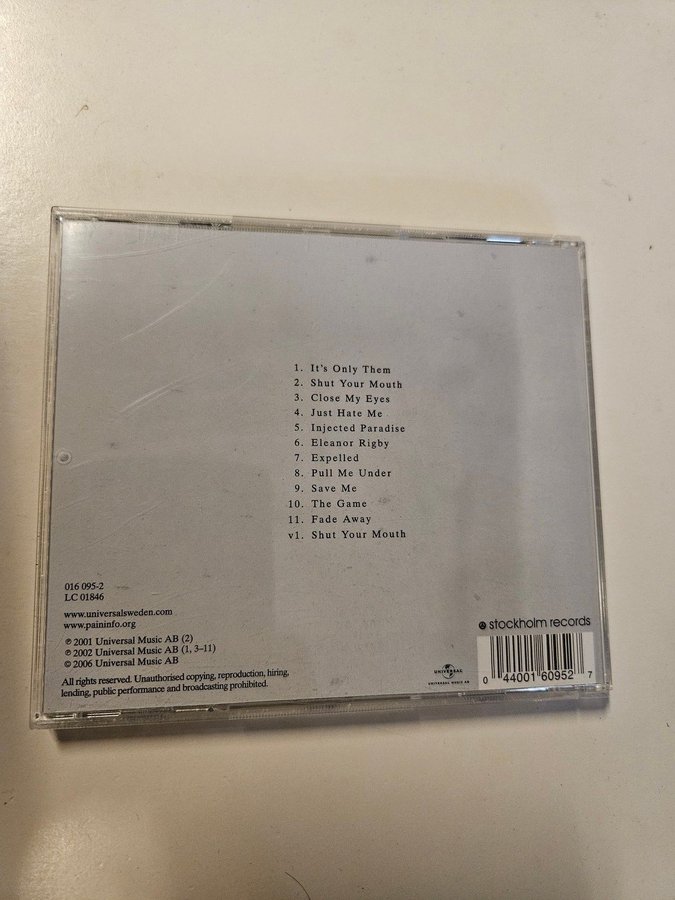 1. It's Only Them
2. Shut Your Mouth
3. Close My Eyes
4. Just Hate Me
5. Injected Paradise
6. Eleanor Rigby
7. Expelled
8. Pull Me Under
9. Save Me
10. The Game
11. Fade Away
v1. Shut Your Mouth
016 095-2
LC 01846
www.universalsweden.com
www.paininfo.org
℗ 2001 Universal Music AB (2)
℗ 2002 Universal Music AB (1, 3–11)
© 2006 Universal Music AB
All rights reserved. Unauthorised copying, reproduction, hiring,
lending, public performance and broadcasting prohibited.
UNIVERSAL
UNIVERSAL MUSIC AB
stockholm records
0 44001 60952 7